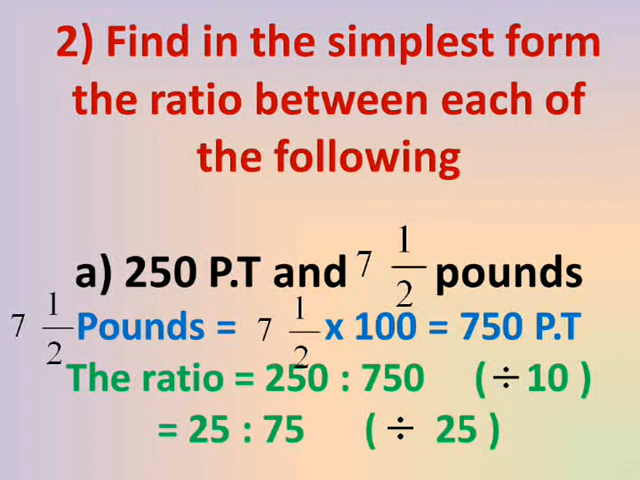 2) Find in the simplest form
the ratio between each of
the following
a) 250 P.T and 7 1/2 pounds
7 1/2 Pounds = 7 1/2 x 100 = 750 P.T
The ratio = 250 : 750 ( ÷ 10 )
= 25 : 75 ( ÷ 25 )